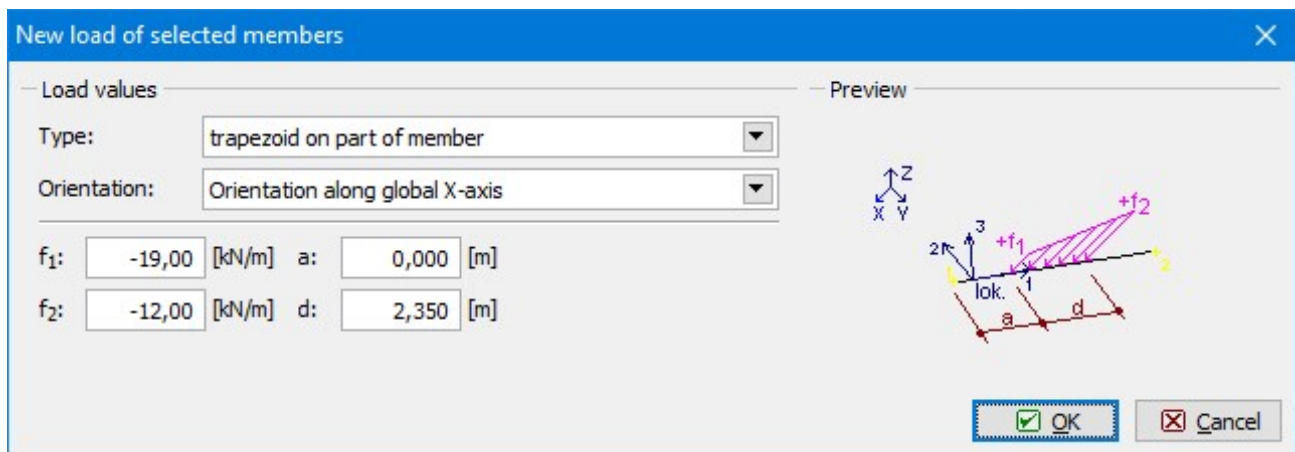 New load of selected members
Load values
Type: trapezoid on part of member
Orientation: Orientation along global X-axis
f1: -19,00 [kN/m] a: 0,000 [m]
f2: -12,00 [kN/m] d: 2,350 [m]
Preview
Z
X Y
+f2
3
+f1
2
2
1
lok.
a
d
OK Cancel